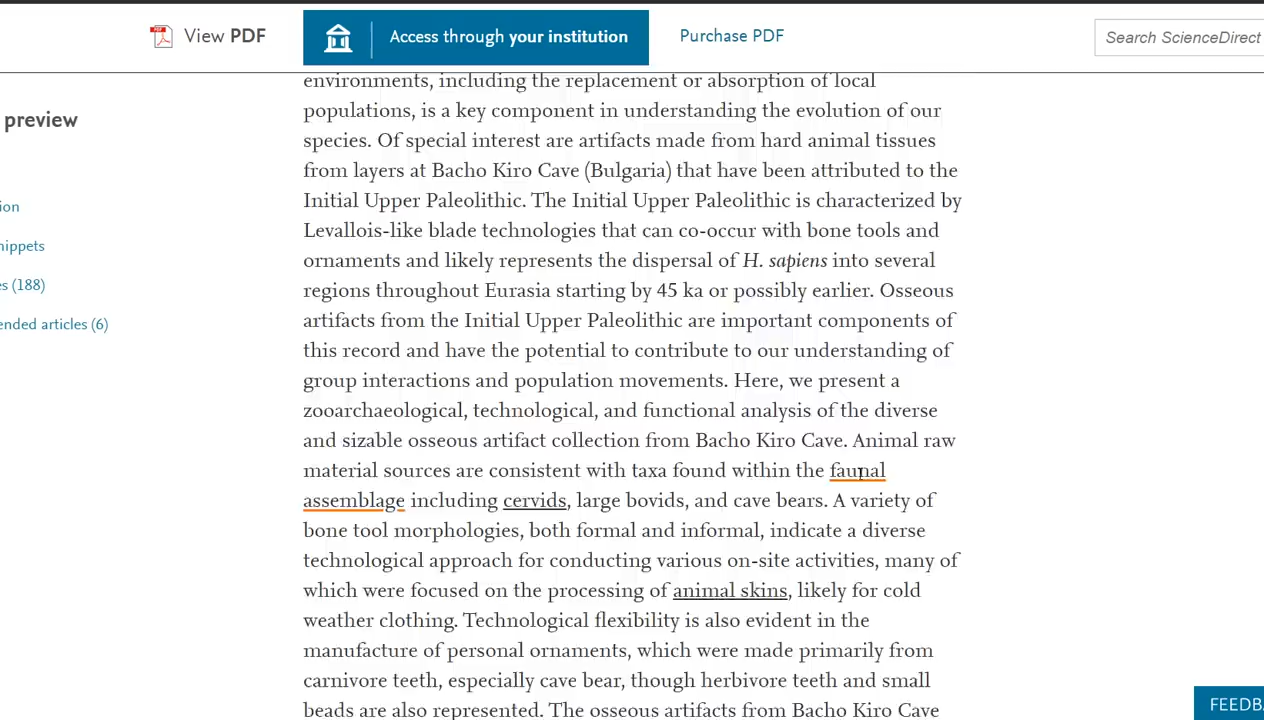 View PDF
Access through your institution
Purchase PDF
Search ScienceDirect
preview
environments, including the replacement or absorption of local
populations, is a key component in understanding the evolution of our
species. Of special interest are artifacts made from hard animal tissues
from layers at Bacho Kiro Cave (Bulgaria) that have been attributed to the
Initial Upper Paleolithic. The Initial Upper Paleolithic is characterized by
Levallois-like blade technologies that can co-occur with bone tools and
ornaments and likely represents the dispersal of H. sapiens into several
regions throughout Eurasia starting by 45 ka or possibly earlier. Osseous
artifacts from the Initial Upper Paleolithic are important components of
this record and have the potential to contribute to our understanding of
group interactions and population movements. Here, we present a
zooarchaeological, technological, and functional analysis of the diverse
and sizable osseous artifact collection from Bacho Kiro Cave. Animal raw
material sources are consistent with taxa found within the faunal
assemblage including cervids, large bovids, and cave bears. A variety of
bone tool morphologies, both formal and informal, indicate a diverse
technological approach for conducting various on-site activities, many of
which were focused on the processing of animal skins, likely for cold
weather clothing. Technological flexibility is also evident in the
manufacture of personal ornaments, which were made primarily from
carnivore teeth, especially cave bear, though herbivore teeth and small
beads are also represented. The osseous artifacts from Bacho Kiro Cave
ion
nippets
es (188)
ended articles (6)
FEEDBA